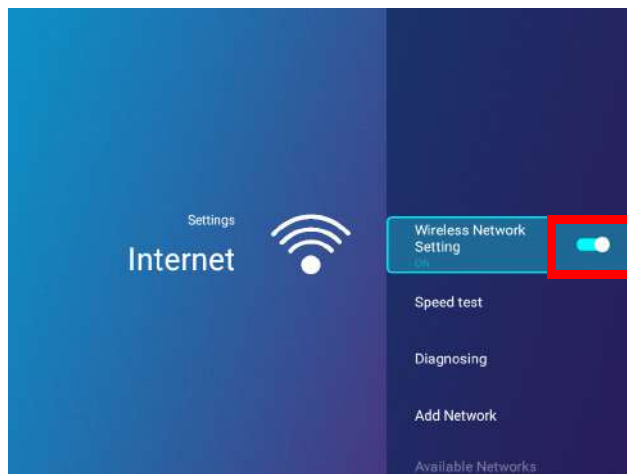 Settings
Internet
Wireless Network
Setting
ON
Speed test
Diagnosing
Add Network
Available Networks